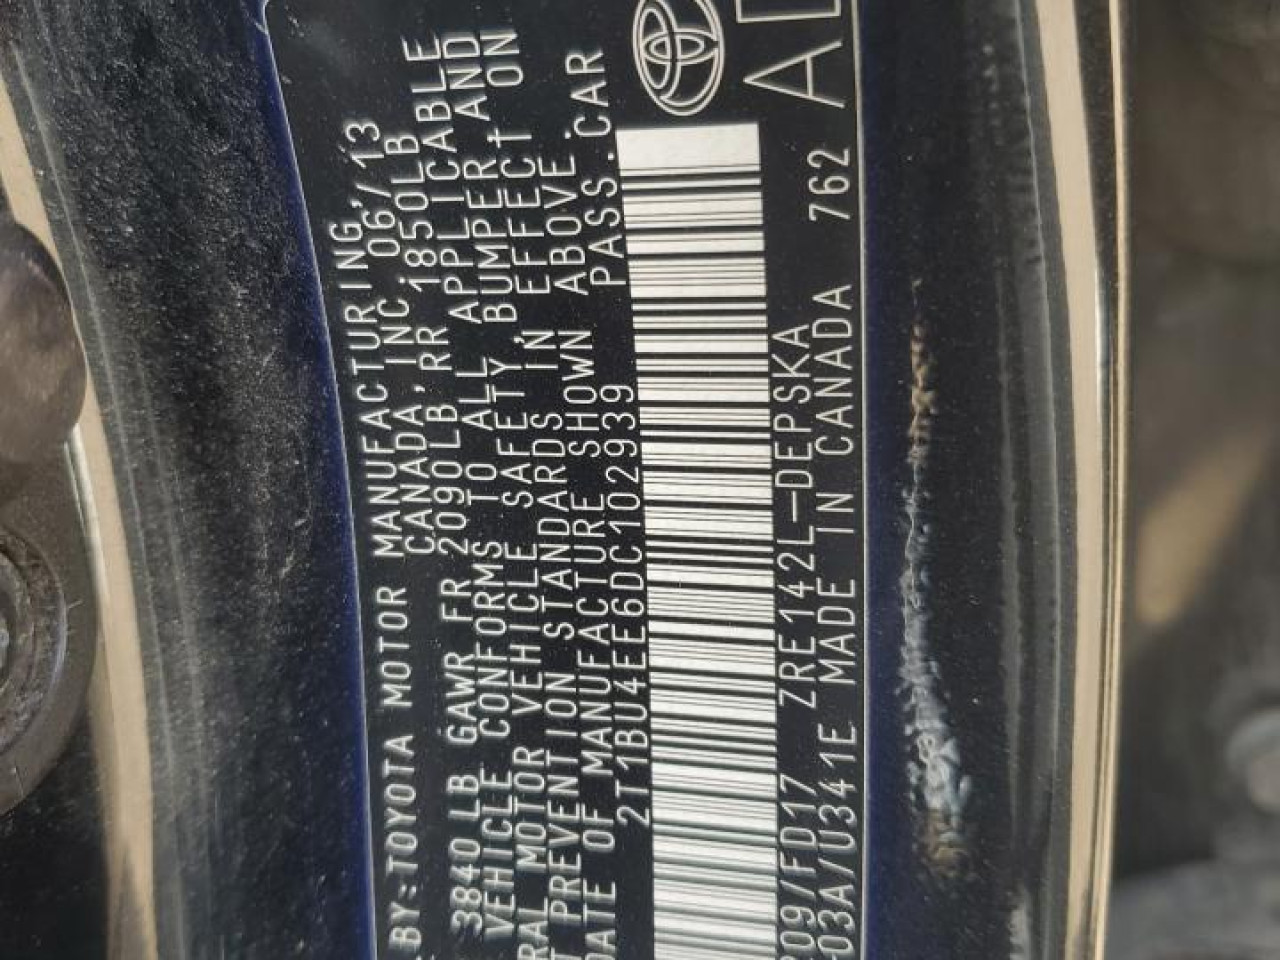 BY: TOYOTA MOTOR MANUFACTURING,
CANADA, INC. 06/13
3840 LB GAWR FR 2090LB, RR 1850LB
VEHICLE CONFORMS TO ALL APPLICABLE
RAL MOTOR VEHICLE SAFETY, BUMPER, AND
T PREVENTION STANDARDS IN EFFECT ON
DATE OF MANUFACTURE SHOWN ABOVE.
2T1BU4EE6DC102939 PASS. CAR
209/FD17 ZRE142L-DEPSKA
03A/U341E MADE IN CANADA 762
A